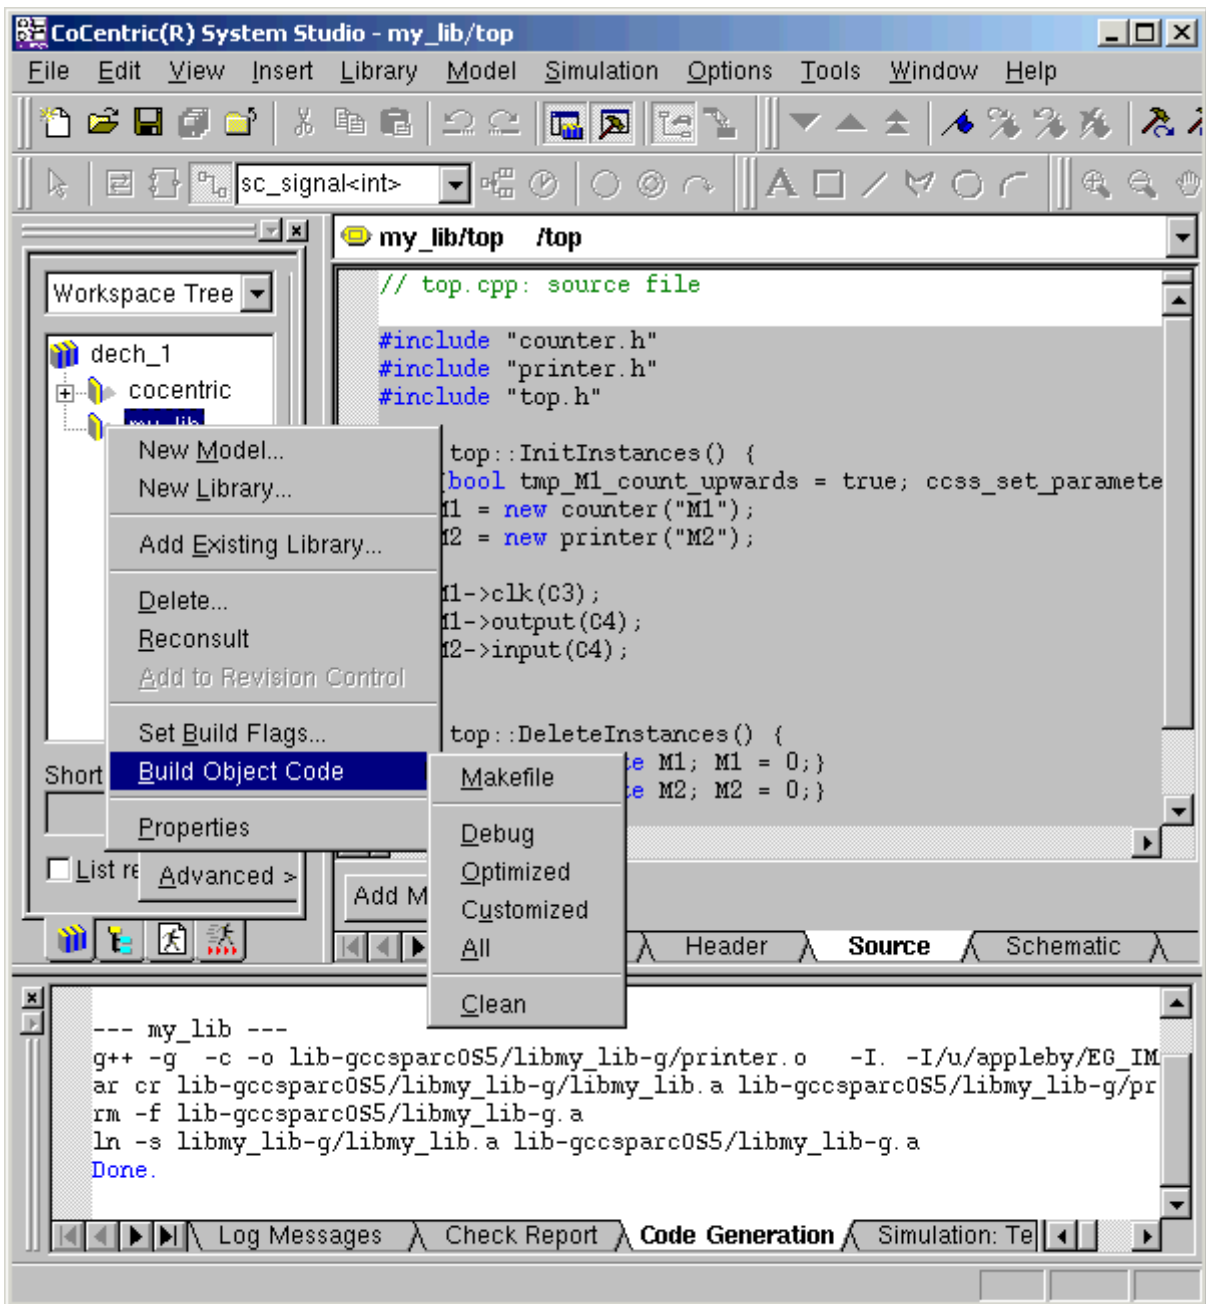 CoCentric(R) System Studio - my_lib/top
File Edit View Insert Library Model Simulation Options Tools Window Help
sc_signal<int>
my_lib/top /top
Workspace Tree
dech_1
cocentric
my_lib
New Model...
New Library...
Add Existing Library...
Delete...
Reconsult
Add to Revision Control
Set Build Flags...
Build Object Code
Properties
Makefile
Debug
Optimized
Customized
All
Clean
Short
List re
Advanced >
// top.cpp: source file
#include "counter.h"
#include "printer.h"
#include "top.h"
top::InitInstances() {
bool tmp_M1_count_upwards = true; ccss_set_paramete
M1 = new counter("M1");
M2 = new printer("M2");
M1->clk(C3);
M1->output(C4);
M2->input(C4);
top::DeleteInstances() {
te M1; M1 = 0;}
te M2; M2 = 0;}
Add M
Header Source Schematic
--- my_lib ---
g++ -g -c -o lib-gccsparcOS5/libmy_lib-g/printer.o -I. -I/u/appleby/EG_IM
ar cr lib-gccsparcOS5/libmy_lib-g/libmy_lib.a lib-gccsparcOS5/libmy_lib-g/pr
rm -f lib-gccsparcOS5/libmy_lib-g.a
ln -s libmy_lib-g/libmy_lib.a lib-gccsparcOS5/libmy_lib-g.a
Done.
Log Messages Check Report Code Generation Simulation: Te